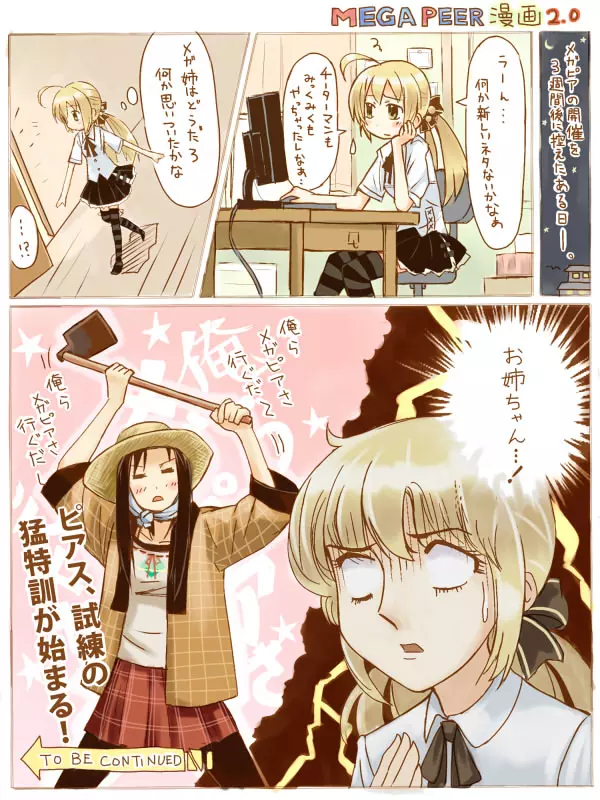 MEGA PEER 漫画 2.0
メガピアの開催を
3週間後に控えたある日ー。
うーん…
何か新しいネタないかなぁ
チーターマンも
みっくみくも
やっちゃったしなぁ…
メガ姉はどうだろ
何か思いついたかな
…!?
お姉ちゃん…!
俺ら
メガピアさ
行ぐだ〜
俺ら
メガピアさ
行ぐだー
ピアス、試練の
猛特訓が始まる!
TO BE CONTINUED